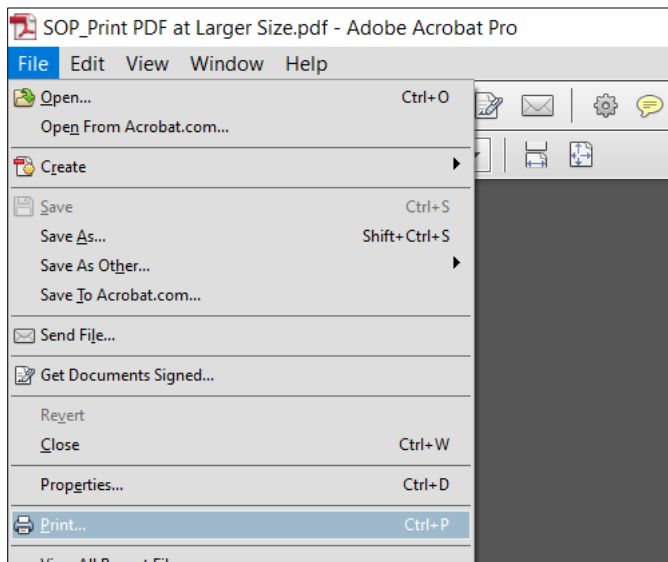 SOP_Print PDF at Larger Size.pdf - Adobe Acrobat Pro
File Edit View Window Help
Open... Ctrl+O
Open From Acrobat.com...
Create
Save Ctrl+S
Save As... Shift+Ctrl+S
Save As Other...
Save To Acrobat.com...
Send File...
Get Documents Signed...
Revert
Close Ctrl+W
Properties... Ctrl+D
Print... Ctrl+P